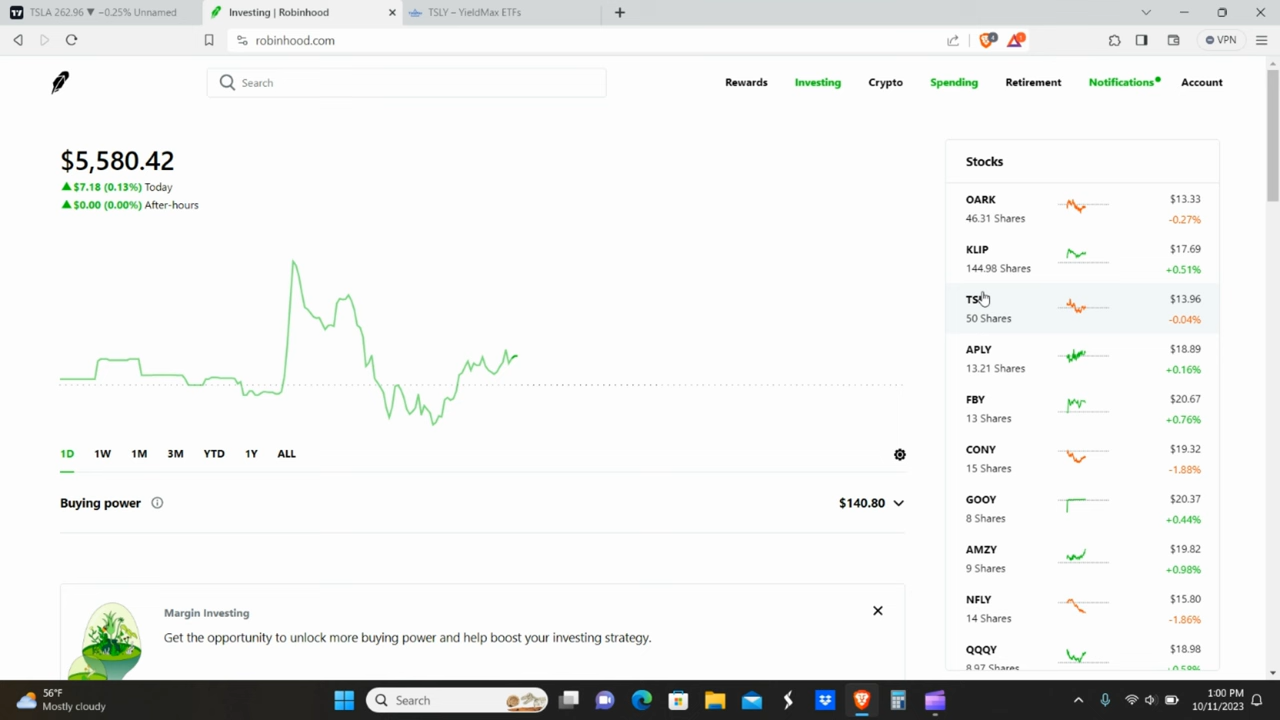 TSLA 262.96 ▼ −0.25% Unnamed
Investing | Robinhood
TSLY – YieldMax ETFs
robinhood.com
VPN
Search
Rewards
Investing
Crypto
Spending
Retirement
Notifications
Account
$5,580.42
▲ $7.18 (0.13%) Today
▲ $0.00 (0.00%) After-hours
1D 1W 1M 3M YTD 1Y ALL
Buying power $140.80
Margin Investing
Get the opportunity to unlock more buying power and help boost your investing strategy.
Stocks
OARK $13.33
46.31 Shares -0.27%
KLIP $17.69
144.98 Shares +0.51%
$13.96
50 Shares -0.04%
APLY $18.89
13.21 Shares +0.16%
FBY $20.67
13 Shares +0.76%
CONY $19.32
15 Shares -1.88%
GOOY $20.37
8 Shares +0.44%
AMZY $19.82
9 Shares +0.98%
NFLY $15.80
14 Shares -1.86%
QQQY $18.98
8.97 Shares +0.58%
56°F
Mostly cloudy
Search
1:00 PM
10/11/2023